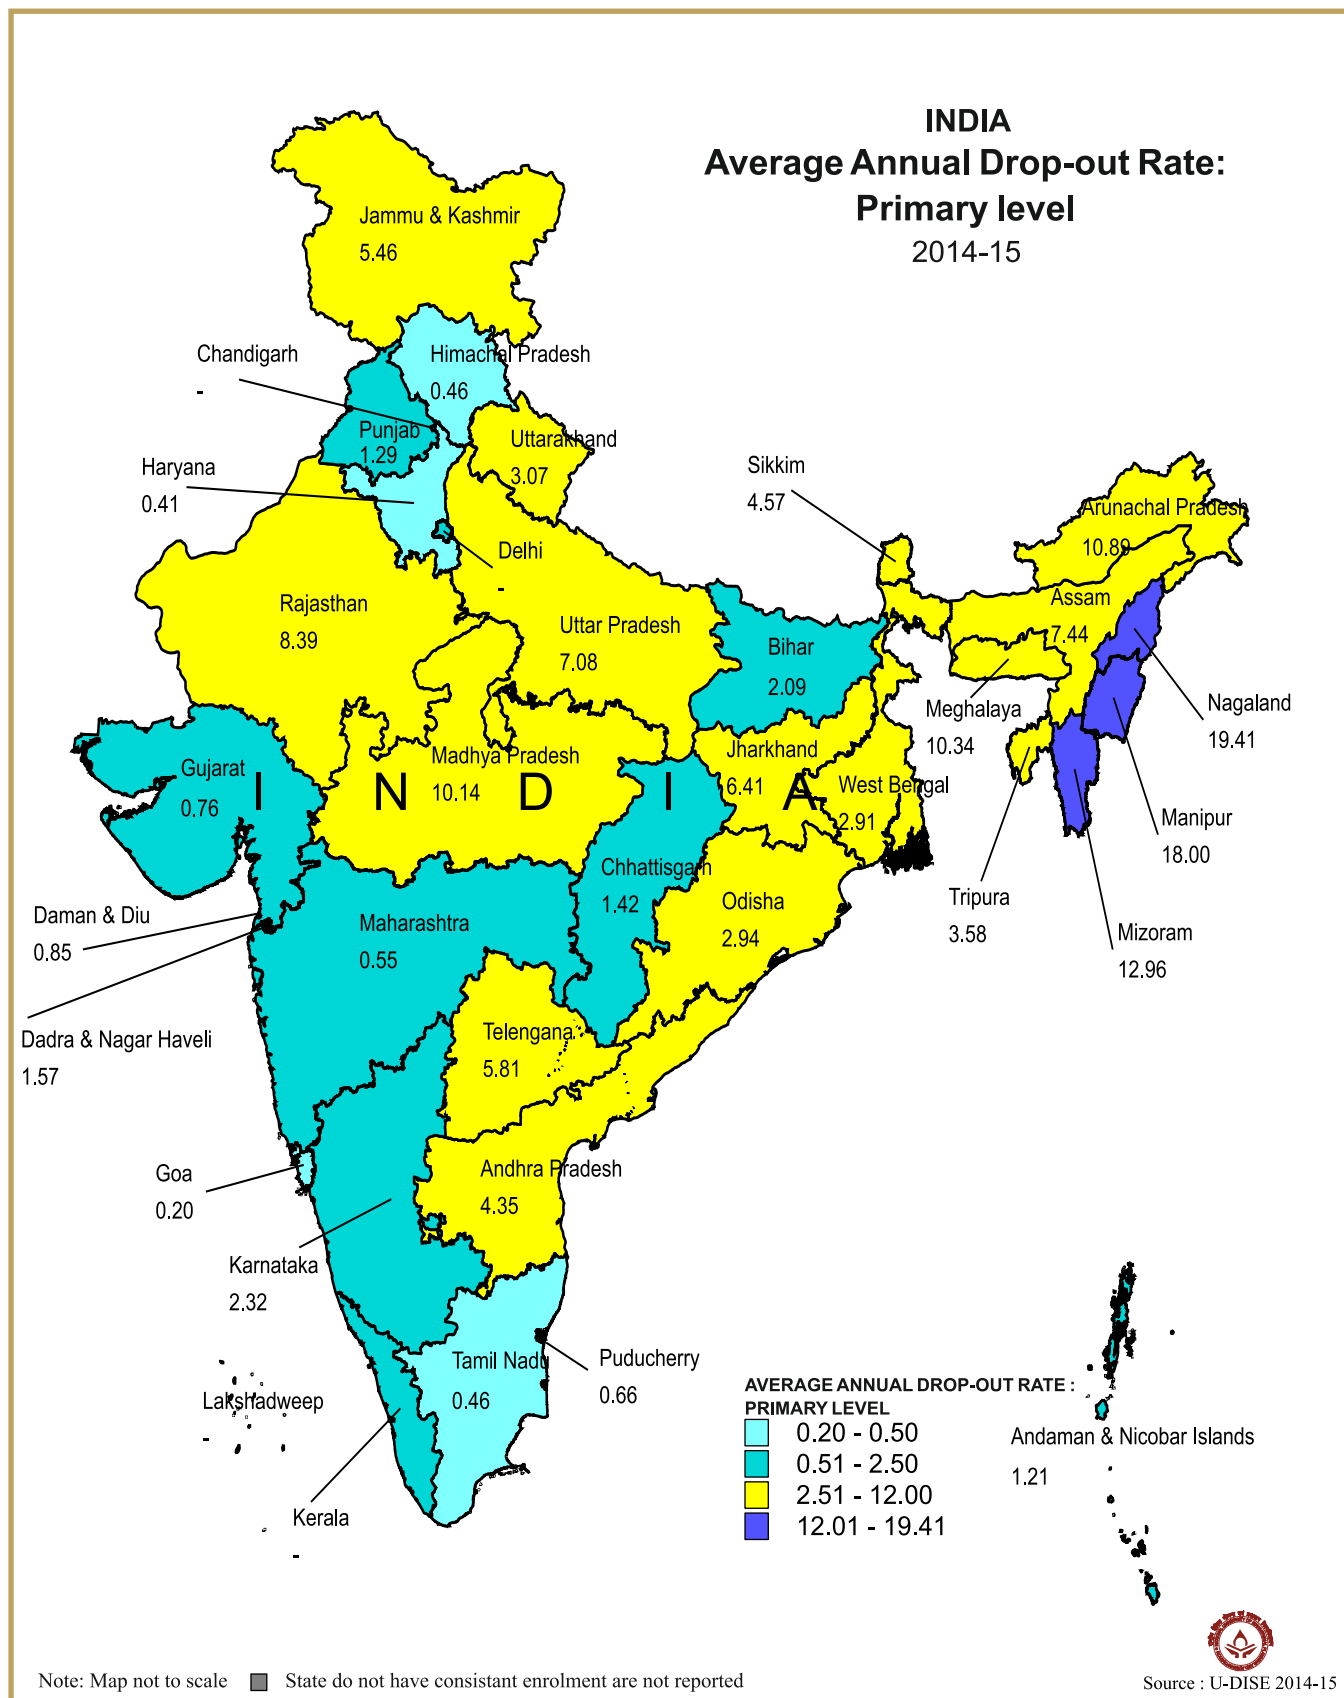 INDIA
Average Annual Drop-out Rate:
Primary level
2014-15
Jammu & Kashmir
5.46
Chandigarh
-
Himachal Pradesh
0.46
Punjab
1.29
Uttarakhand
3.07
Haryana
0.41
Sikkim
4.57
Arunachal Pradesh
10.89
Delhi
-
Rajasthan
8.39
Uttar Pradesh
7.08
Bihar
2.09
Assam
7.44
Meghalaya
10.34
Nagaland
19.41
Gujarat
0.76
Madhya Pradesh
10.14
Jharkhand
6.41
West Bengal
2.91
I N D I A
Manipur
18.00
Chhattisgarh
1.42
Odisha
2.94
Tripura
3.58
Mizoram
12.96
Daman & Diu
0.85
Maharashtra
0.55
Dadra & Nagar Haveli
1.57
Telengana
5.81
Goa
0.20
Andhra Pradesh
4.35
Karnataka
2.32
Tamil Nadu
0.46
Puducherry
0.66
Lakshadweep
-
Kerala
-
AVERAGE ANNUAL DROP-OUT RATE :
PRIMARY LEVEL
0.20 - 0.50
0.51 - 2.50
2.51 - 12.00
12.01 - 19.41
Andaman & Nicobar Islands
1.21
Note: Map not to scale
State do not have consistant enrolment are not reported
Source : U-DISE 2014-15